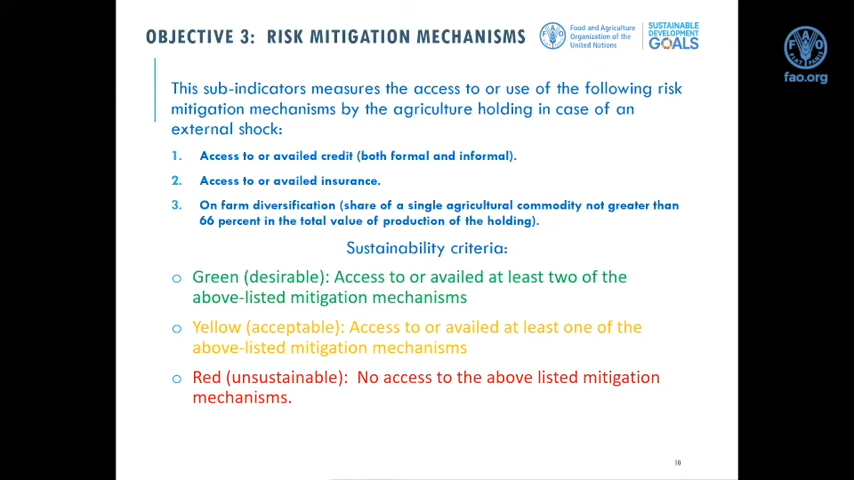 OBJECTIVE 3: RISK MITIGATION MECHANISMS
Food and Agriculture
Organization of the
United Nations
SUSTAINABLE
DEVELOPMENT
GOALS
FAO
FIAT PANIS
fao.org
This sub-indicators measures the access to or use of the following risk
mitigation mechanisms by the agriculture holding in case of an
external shock:
1. Access to or availed credit (both formal and informal).
2. Access to or availed insurance.
3. On farm diversification (share of a single agricultural commodity not greater than
66 percent in the total value of production of the holding).
Sustainability criteria:
o Green (desirable): Access to or availed at least two of the
above-listed mitigation mechanisms
o Yellow (acceptable): Access to or availed at least one of the
above-listed mitigation mechanisms
o Red (unsustainable): No access to the above listed mitigation
mechanisms.
10